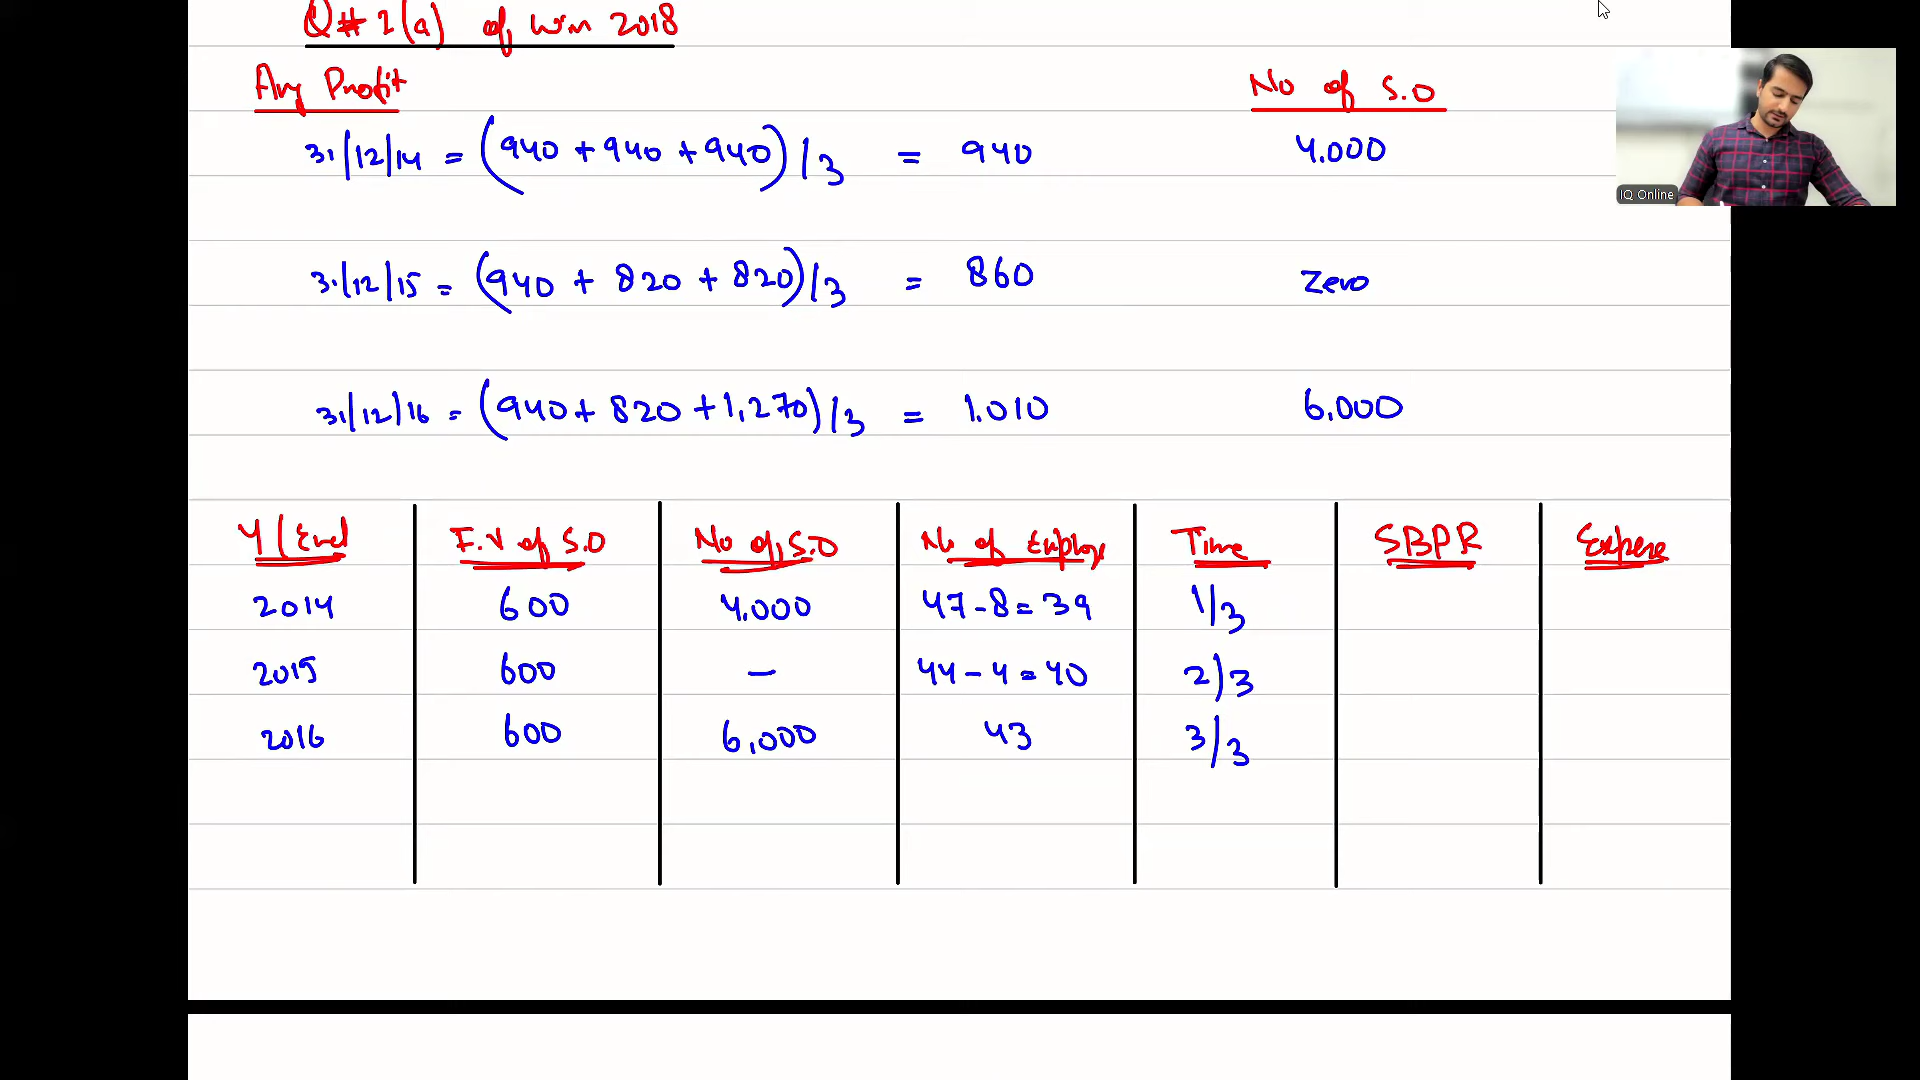 Q# 2(a) of Win 2018
Avg Profit
No of S.O
31/12/14 = (940 + 940 + 940)/3 = 940 4,000
IQ Online
31/12/15 = (940 + 820 + 820)/3 = 860 Zero
31/12/16 = (940 + 820 + 1,270)/3 = 1,010 6,000
Y/End F.V of S.O No of S.O No of Employ Time SBPR Expense
2014 600 4,000 47-8 = 39 1/3
2015 600 — 44-4 = 40 2/3
2016 600 6,000 43 3/3